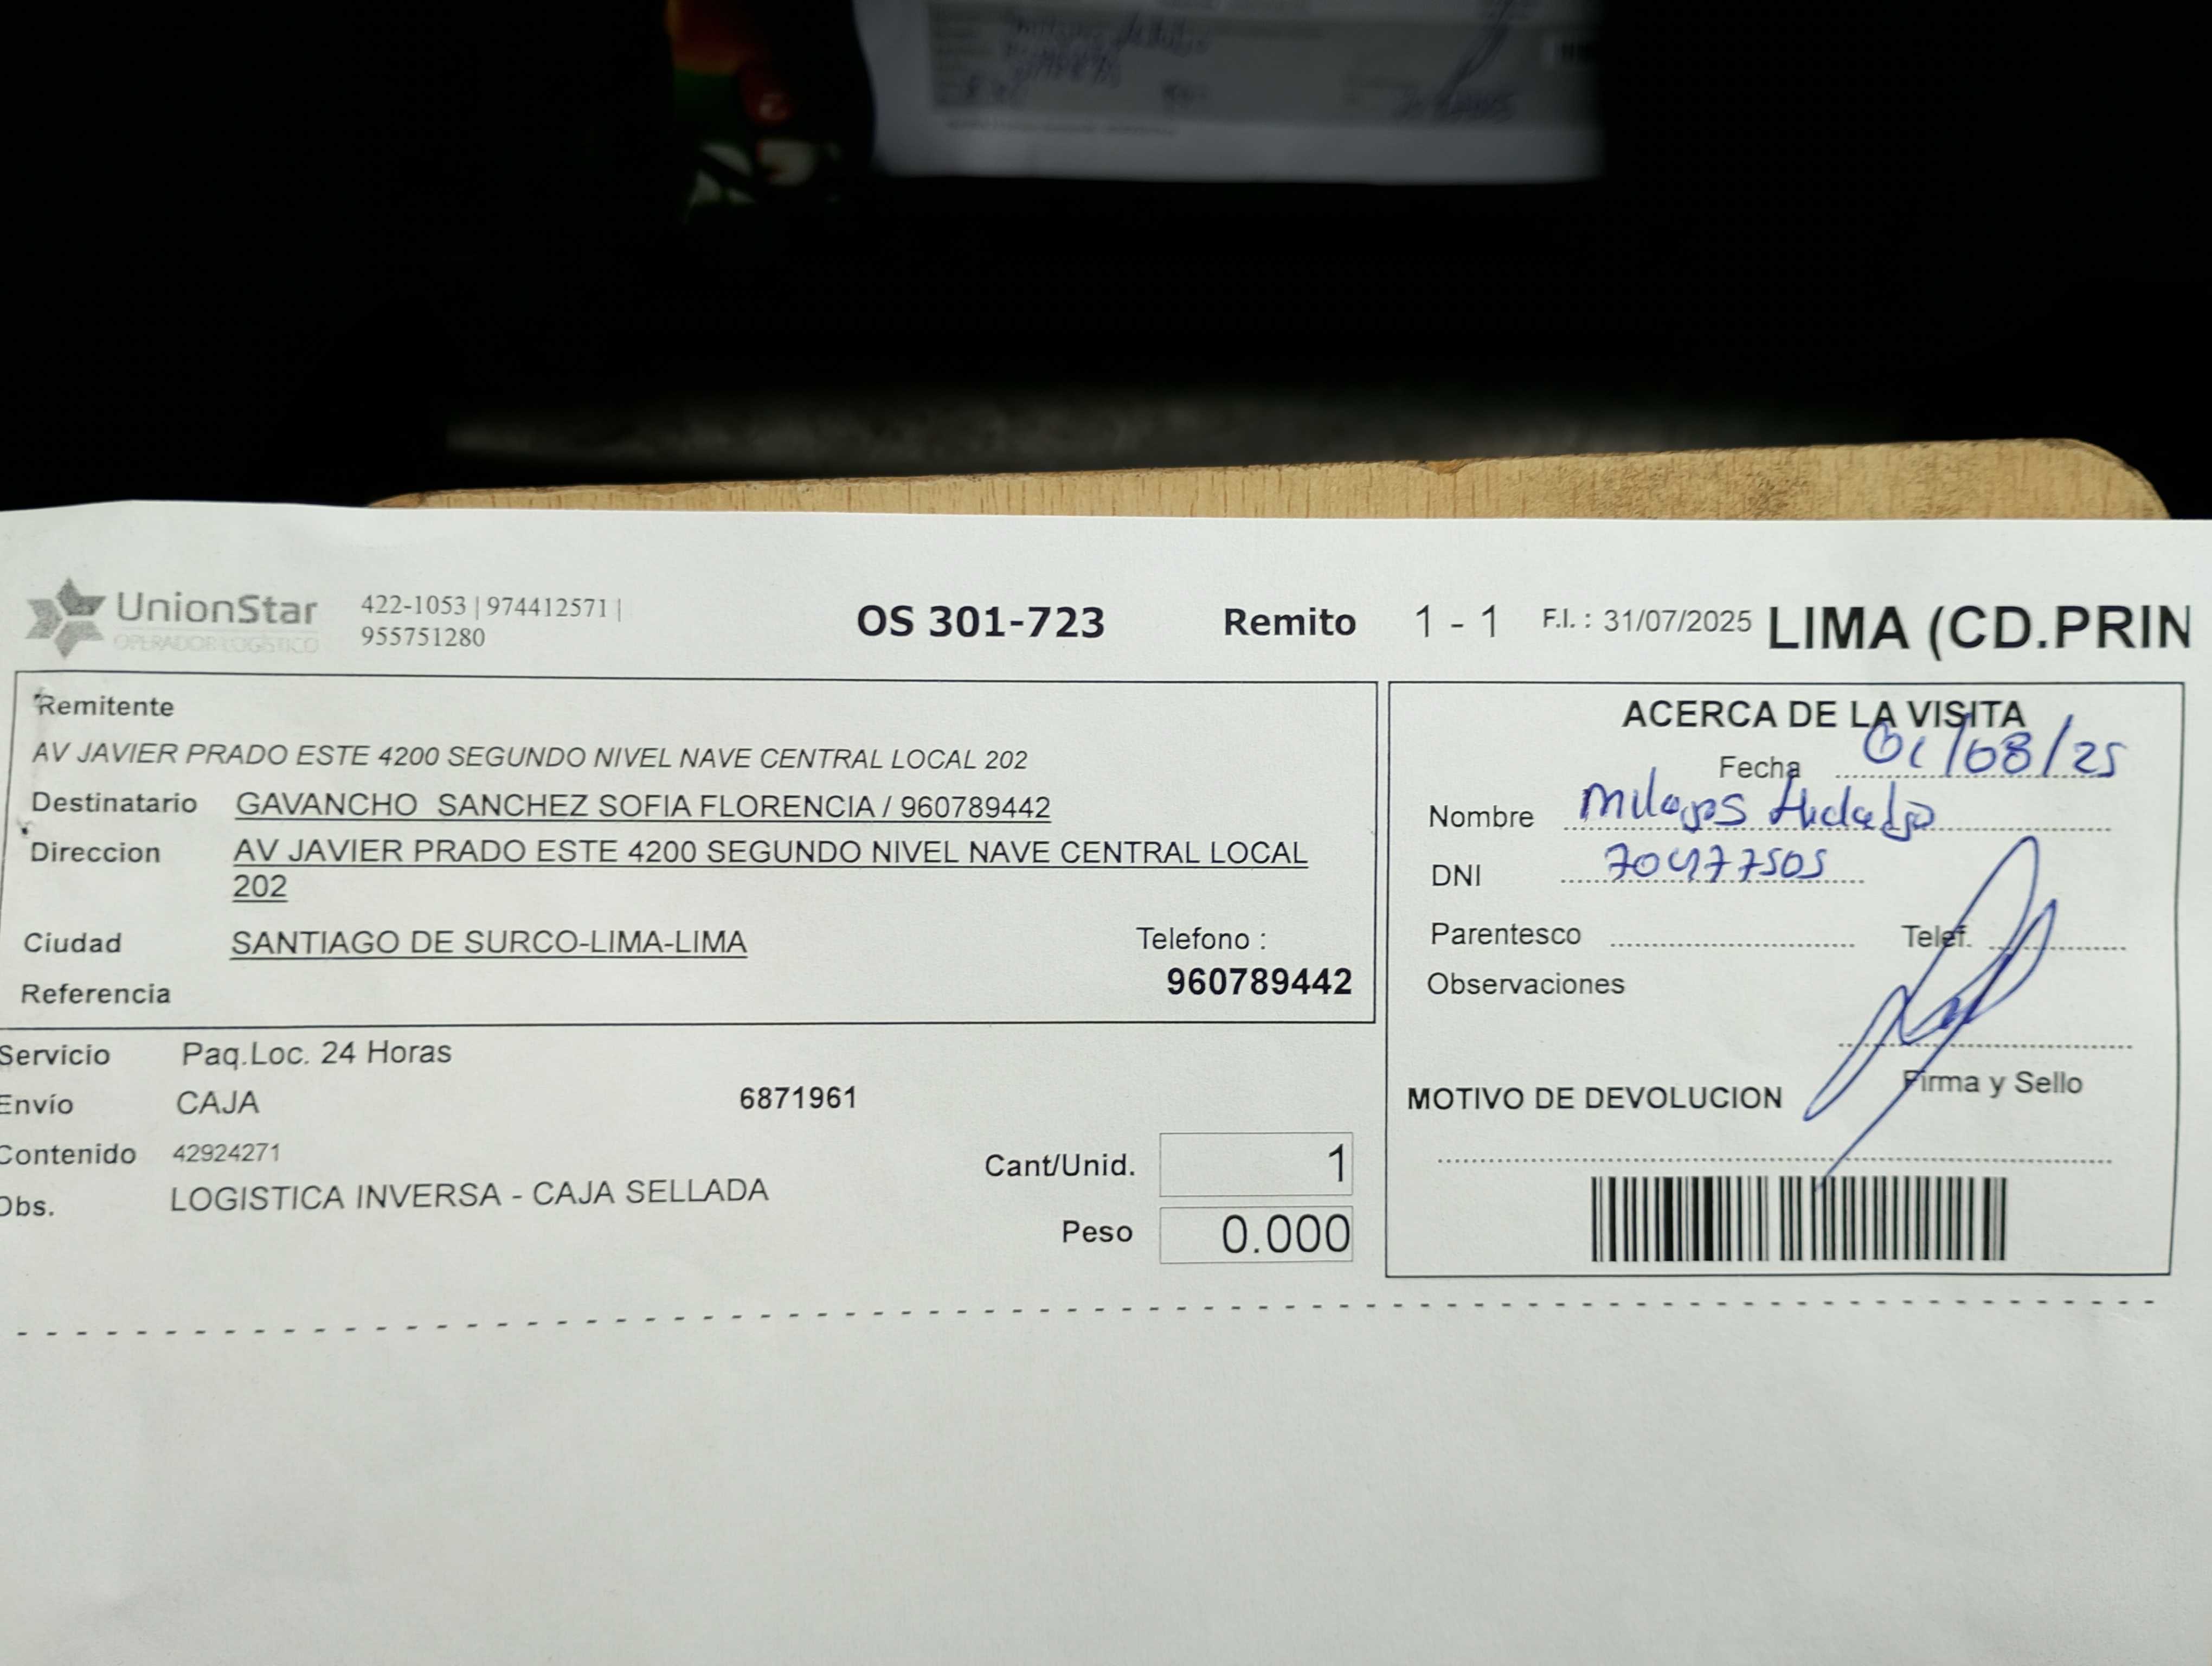 UnionStar
OPERADOR LOGÍSTICO
422-1053 | 974412571 |
955751280
OS 301-723
Remito 1 - 1
F.I. : 31/07/2025
LIMA (CD.PRIN
Remitente
AV JAVIER PRADO ESTE 4200 SEGUNDO NIVEL NAVE CENTRAL LOCAL 202
Destinatario GAVANCHO SANCHEZ SOFIA FLORENCIA / 960789442
Direccion AV JAVIER PRADO ESTE 4200 SEGUNDO NIVEL NAVE CENTRAL LOCAL
202
Ciudad SANTIAGO DE SURCO-LIMA-LIMA
Telefono :
960789442
Referencia
Servicio Paq.Loc. 24 Horas
Envío CAJA 6871961
Contenido 42924271
Obs. LOGISTICA INVERSA - CAJA SELLADA
Cant/Unid. 1
Peso 0.000
ACERCA DE LA VISITA
Fecha 01/08/25
Nombre Milagros Hidalgo
DNI 70477505
Parentesco Telef.
Observaciones
Firma y Sello
MOTIVO DE DEVOLUCION